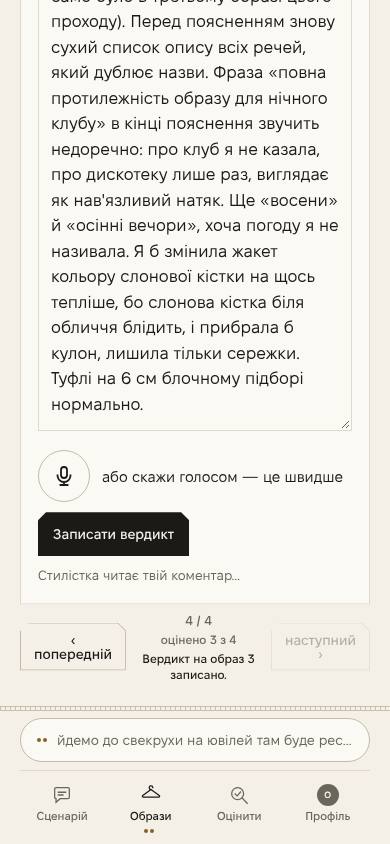 проходу). Перед поясненням знову
сухий список опису всіх речей,
який дублює назви. Фраза «повна
протилежність образу для нічного
клубу» в кінці пояснення звучить
недоречно: про клуб я не казала,
про дискотеку лише раз, виглядає
як нав'язливий натяк. Ще «восени»
й «осінні вечори», хоча погоду я не
називала. Я б змінила жакет
кольору слонової кістки на щось
тепліше, бо слонова кістка біля
обличчя блідить, і прибрала б
кулон, лишила тільки сережки.
Туфлі на 6 см блочному підборі
нормально.
або скажи голосом — це швидше
Записати вердикт
Стилістка читає твій коментар...
‹ попередній
4 / 4
оцінено 3 з 4
Вердикт на образ 3
записано.
наступний ›
йдемо до свекрухи на ювілей там буде рес...
Сценарій
Образи
Оцінити
О
Профіль